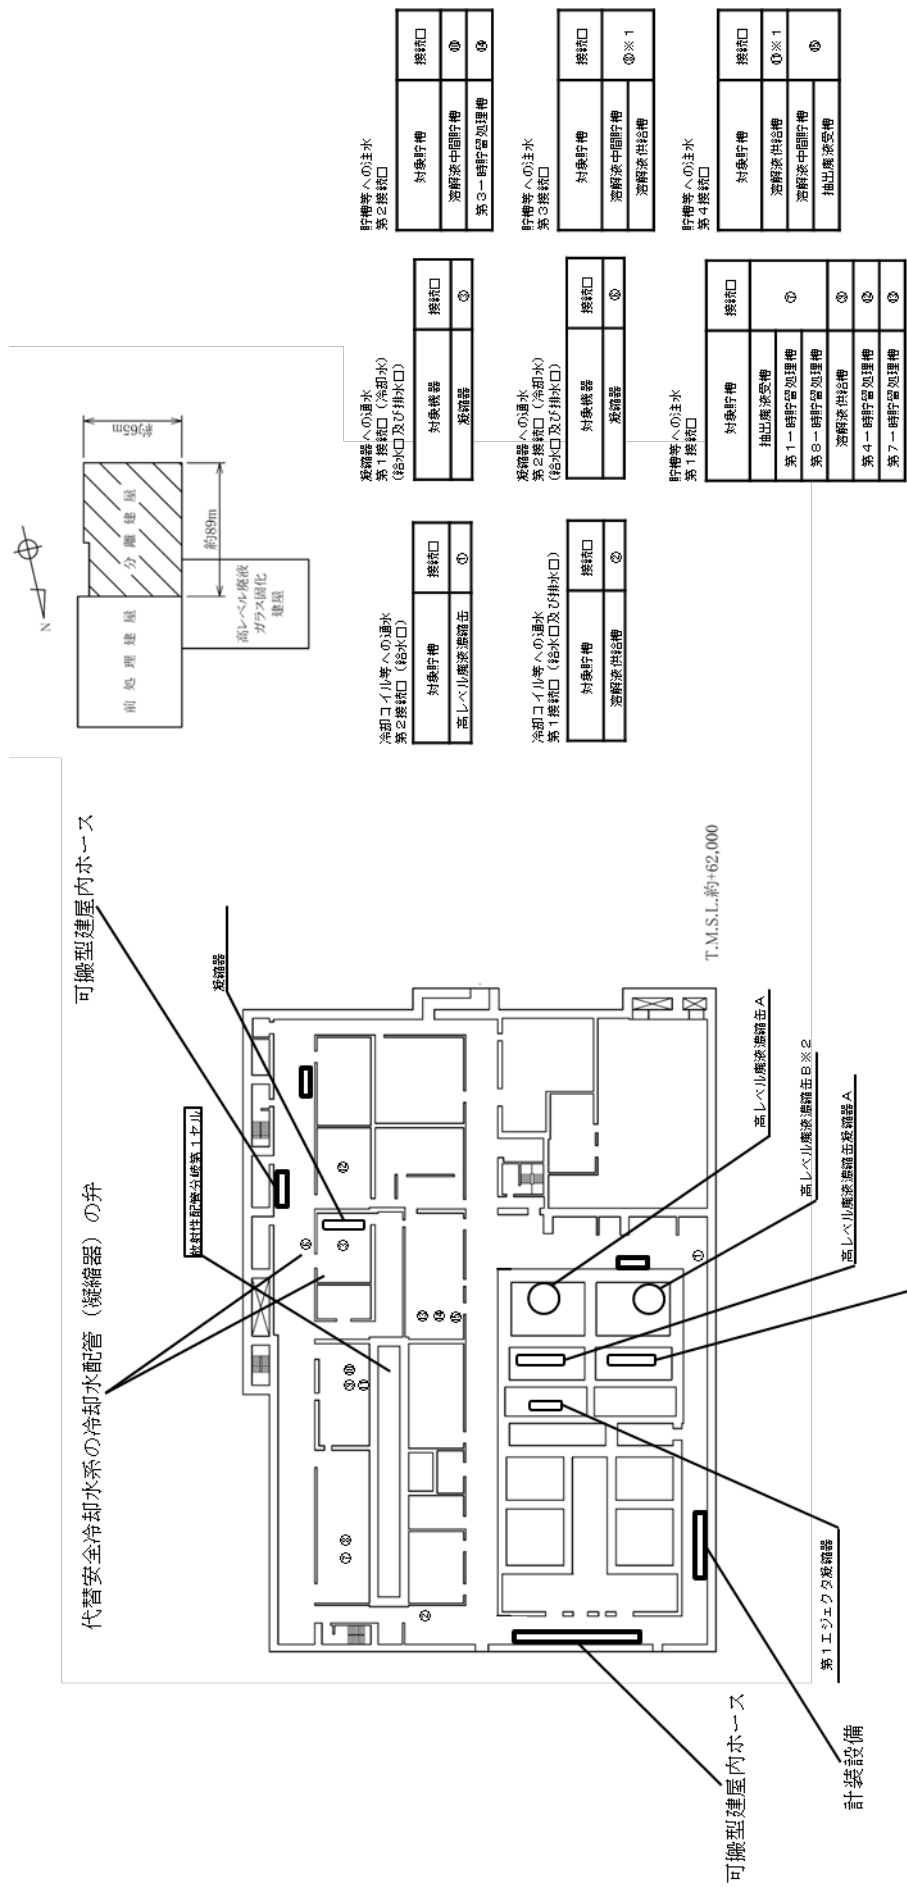 代替安全冷却水系の冷却水配管（凝縮器）の弁
可搬型建屋内ホース
放射性配管分岐第１セル
凝縮器
⑥
③
⑫
⑨
⑩
⑪
⑦
⑧
⑬
⑭
⑮
②
①
高レベル廃液濃縮缶A
高レベル廃液濃縮缶B※2
高レベル廃液濃縮缶凝縮器A
第１エジェクタ凝縮器
計装設備
可搬型建屋内ホース
T.M.S.L.約+62,000
N
前処理建屋
分離建屋
高レベル廃液
ガラス固化
建屋
約89m
約65m
冷却コイル等への通水
第２接続口（給水口）
対象貯槽 接続口
高レベル廃液濃縮缶 ①
冷却コイル等への通水
第１接続口（給水口及び排水口）
対象貯槽 接続口
溶解液供給槽 ②
凝縮器への通水
第１接続口（冷却水）
（給水口及び排水口）
対象機器 接続口
凝縮器 ③
凝縮器への通水
第２接続口（冷却水）
（給水口及び排水口）
対象機器 接続口
凝縮器 ⑥
貯槽等への注水
第１接続口
対象貯槽 接続口
抽出廃液受槽 ⑦
第１一時貯留処理槽
第８一時貯留処理槽
溶解液供給槽 ⑨
第４一時貯留処理槽 ⑫
第７一時貯留処理槽 ⑬
貯槽等への注水
第２接続口
対象貯槽 接続口
溶解液中間貯槽 ⑩
第３一時貯留処理槽 ⑭
貯槽等への注水
第３接続口
対象貯槽 接続口
溶解液中間貯槽 ⑧※１
溶解液供給槽
貯槽等への注水
第４接続口
対象貯槽 接続口
溶解液供給槽 ⑪※１
溶解液中間貯槽 ⑮
抽出廃液受槽